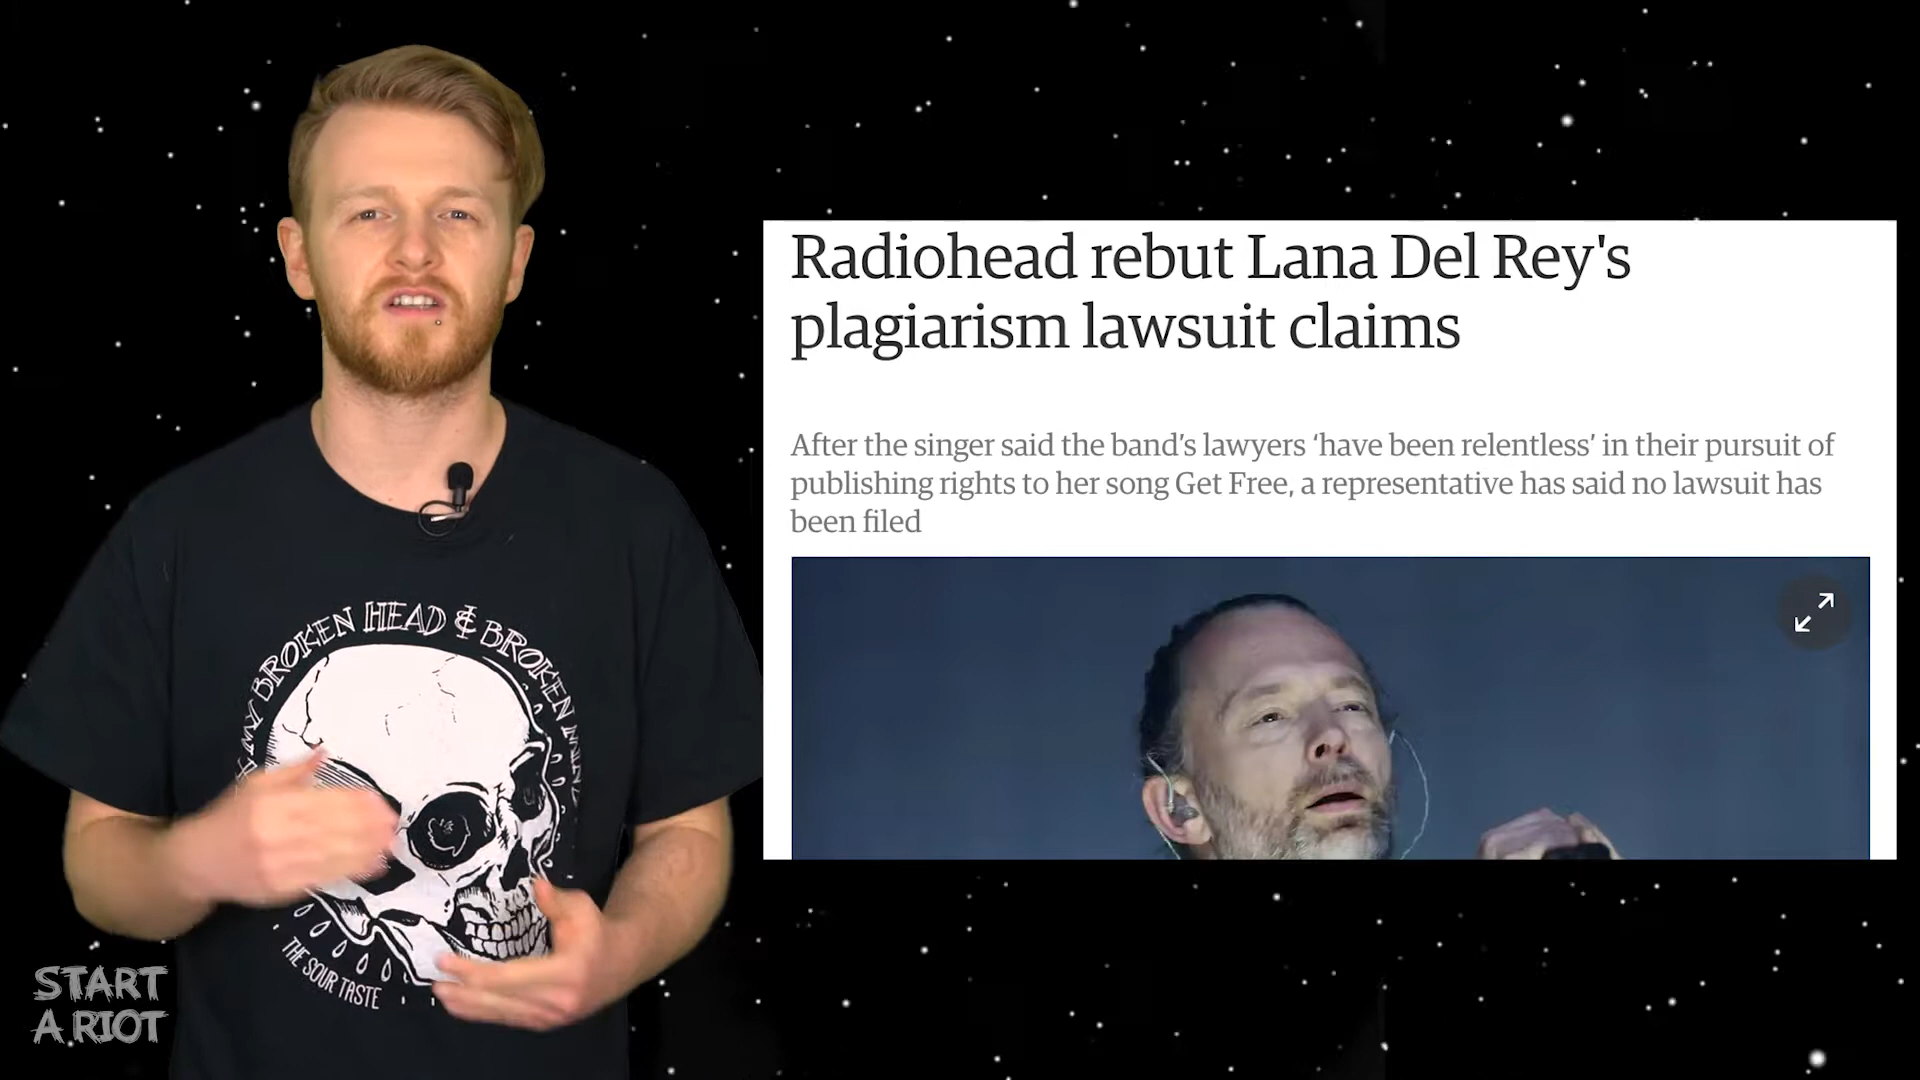 Radiohead rebut Lana Del Rey's
plagiarism lawsuit claims
After the singer said the band’s lawyers ‘have been relentless’ in their pursuit of
publishing rights to her song Get Free, a representative has said no lawsuit has
been filed
MY BROKEN HEAD & BROKEN MIND
THE SOUR TASTE
START
A RIOT